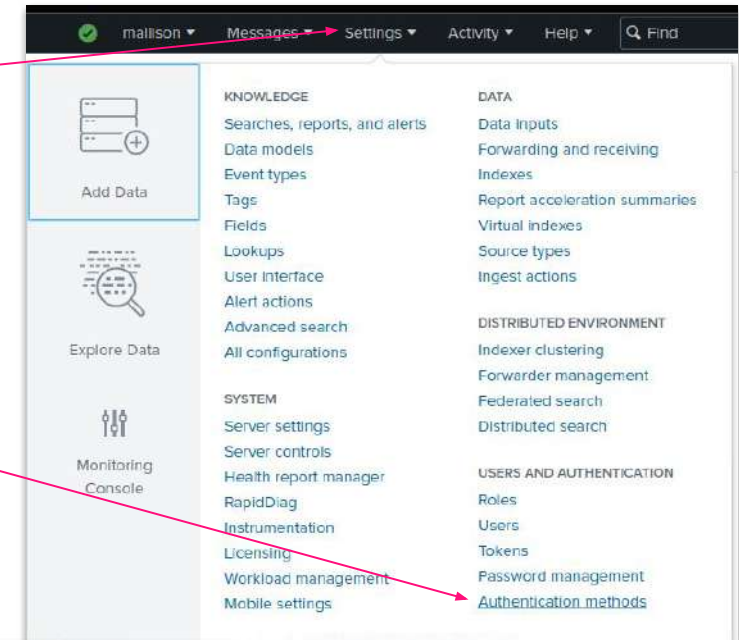 mallison Messages Settings Activity Help Find
Add Data
Explore Data
Monitoring
Console
KNOWLEDGE
Searches, reports, and alerts
Data models
Event types
Tags
Fields
Lookups
User interface
Alert actions
Advanced search
All configurations
SYSTEM
Server settings
Server controls
Health report manager
RapidDiag
Instrumentation
Licensing
Workload management
Mobile settings
DATA
Data inputs
Forwarding and receiving
Indexes
Report acceleration summaries
Virtual indexes
Source types
Ingest actions
DISTRIBUTED ENVIRONMENT
Indexer clustering
Forwarder management
Federated search
Distributed search
USERS AND AUTHENTICATION
Roles
Users
Tokens
Password management
Authentication methods